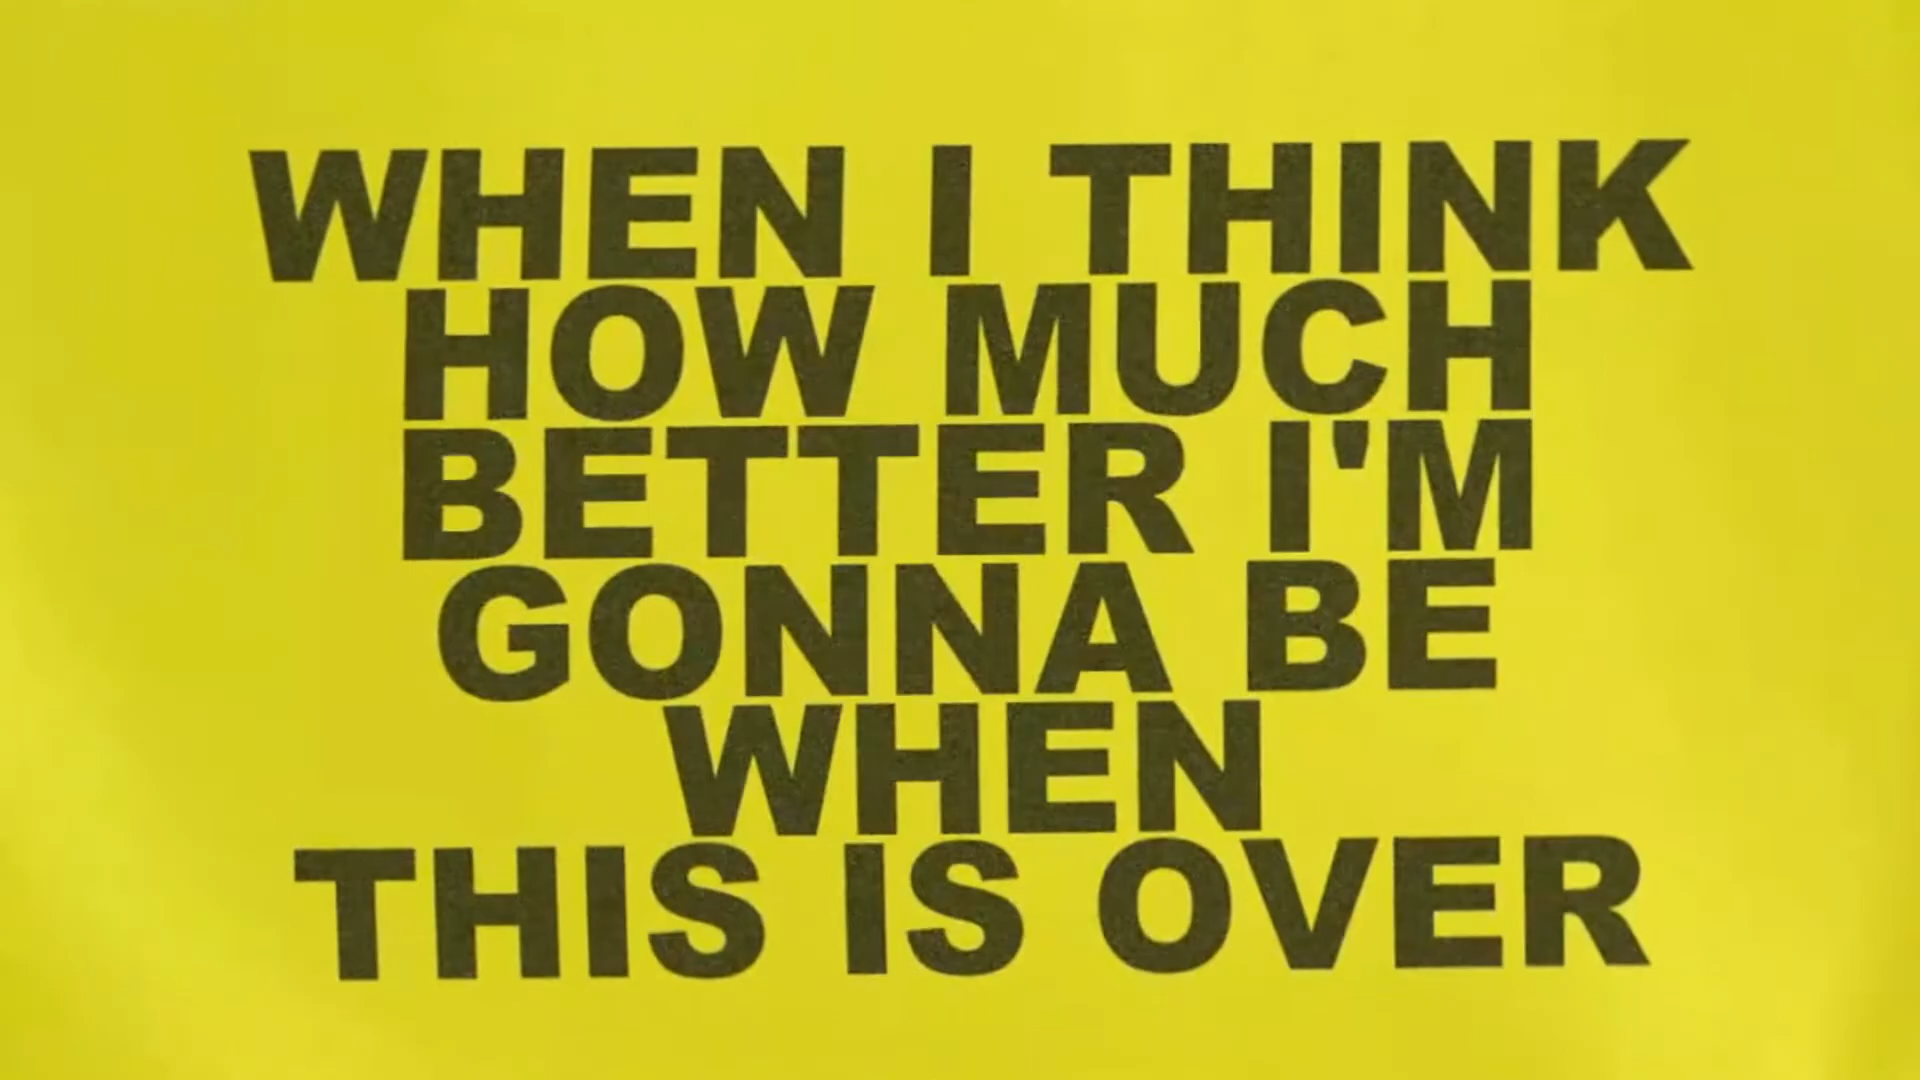 WHEN I THINK
HOW MUCH
BETTER I'M
GONNA BE
WHEN
THIS IS OVER